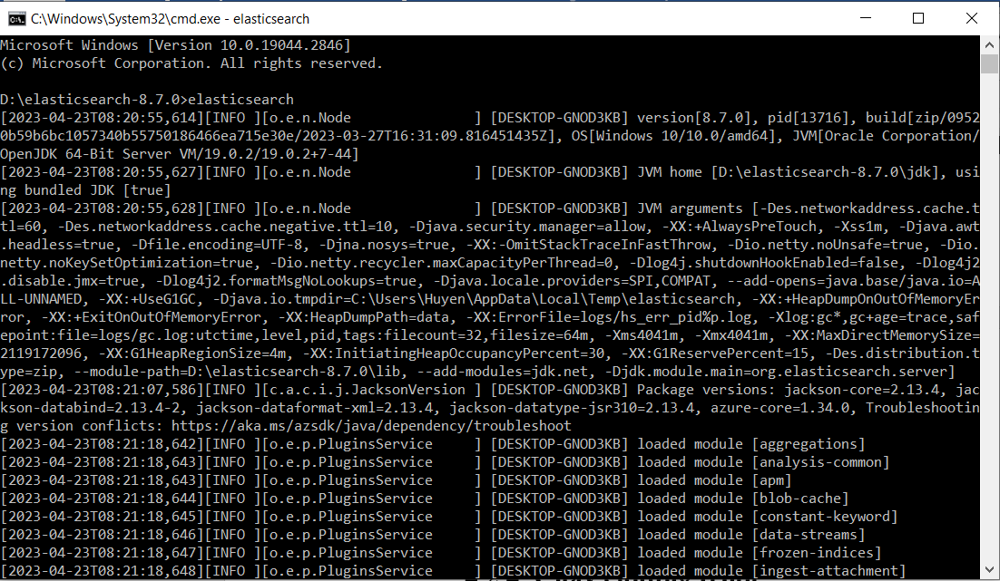 C:\Windows\System32\cmd.exe - elasticsearch
Microsoft Windows [Version 10.0.19044.2846]
(c) Microsoft Corporation. All rights reserved.
D:\elasticsearch-8.7.0>elasticsearch
[2023-04-23T08:20:55,614][INFO ][o.e.n.Node               ] [DESKTOP-GNOD3KB] version[8.7.0], pid[13716], build[zip/0952
0b59b6bc1057340b55750186466ea715e30e/2023-03-27T16:31:09.816451435Z], OS[Windows 10/10.0/amd64], JVM[Oracle Corporation/
OpenJDK 64-Bit Server VM/19.0.2/19.0.2+7-44]
[2023-04-23T08:20:55,627][INFO ][o.e.n.Node               ] [DESKTOP-GNOD3KB] JVM home [D:\elasticsearch-8.7.0\jdk], usi
ng bundled JDK [true]
[2023-04-23T08:20:55,628][INFO ][o.e.n.Node               ] [DESKTOP-GNOD3KB] JVM arguments [-Des.networkaddress.cache.t
tl=60, -Des.networkaddress.cache.negative.ttl=10, -Djava.security.manager=allow, -XX:+AlwaysPreTouch, -Xss1m, -Djava.awt
.headless=true, -Dfile.encoding=UTF-8, -Djna.nosys=true, -XX:-OmitStackTraceInFastThrow, -Dio.netty.noUnsafe=true, -Dio.
netty.noKeySetOptimization=true, -Dio.netty.recycler.maxCapacityPerThread=0, -Dlog4j.shutdownHookEnabled=false, -Dlog4j2
.disable.jmx=true, -Dlog4j2.formatMsgNoLookups=true, -Djava.locale.providers=SPI,COMPAT, --add-opens=java.base/java.io=A
LL-UNNAMED, -XX:+UseG1GC, -Djava.io.tmpdir=C:\Users\Huyen\AppData\Local\Temp\elasticsearch, -XX:+HeapDumpOnOutOfMemoryEr
ror, -XX:+ExitOnOutOfMemoryError, -XX:HeapDumpPath=data, -XX:ErrorFile=logs/hs_err_pid%p.log, -Xlog:gc*,gc+age=trace,saf
epoint:file=logs/gc.log:utctime,level,pid,tags:filecount=32,filesize=64m, -Xms4041m, -Xmx4041m, -XX:MaxDirectMemorySize=
2119172096, -XX:G1HeapRegionSize=4m, -XX:InitiatingHeapOccupancyPercent=30, -XX:G1ReservePercent=15, -Des.distribution.t
ype=zip, --module-path=D:\elasticsearch-8.7.0\lib, --add-modules=jdk.net, -Djdk.module.main=org.elasticsearch.server]
[2023-04-23T08:21:07,586][INFO ][c.a.c.i.j.JacksonVersion ] [DESKTOP-GNOD3KB] Package versions: jackson-core=2.13.4, jac
kson-databind=2.13.4-2, jackson-dataformat-xml=2.13.4, jackson-datatype-jsr310=2.13.4, azure-core=1.34.0, Troubleshootin
g version conflicts: https://aka.ms/azsdk/java/dependency/troubleshoot
[2023-04-23T08:21:18,642][INFO ][o.e.p.PluginsService     ] [DESKTOP-GNOD3KB] loaded module [aggregations]
[2023-04-23T08:21:18,643][INFO ][o.e.p.PluginsService     ] [DESKTOP-GNOD3KB] loaded module [analysis-common]
[2023-04-23T08:21:18,643][INFO ][o.e.p.PluginsService     ] [DESKTOP-GNOD3KB] loaded module [apm]
[2023-04-23T08:21:18,644][INFO ][o.e.p.PluginsService     ] [DESKTOP-GNOD3KB] loaded module [blob-cache]
[2023-04-23T08:21:18,645][INFO ][o.e.p.PluginsService     ] [DESKTOP-GNOD3KB] loaded module [constant-keyword]
[2023-04-23T08:21:18,646][INFO ][o.e.p.PluginsService     ] [DESKTOP-GNOD3KB] loaded module [data-streams]
[2023-04-23T08:21:18,647][INFO ][o.e.p.PluginsService     ] [DESKTOP-GNOD3KB] loaded module [frozen-indices]
[2023-04-23T08:21:18,648][INFO ][o.e.p.PluginsService     ] [DESKTOP-GNOD3KB] loaded module [ingest-attachment]